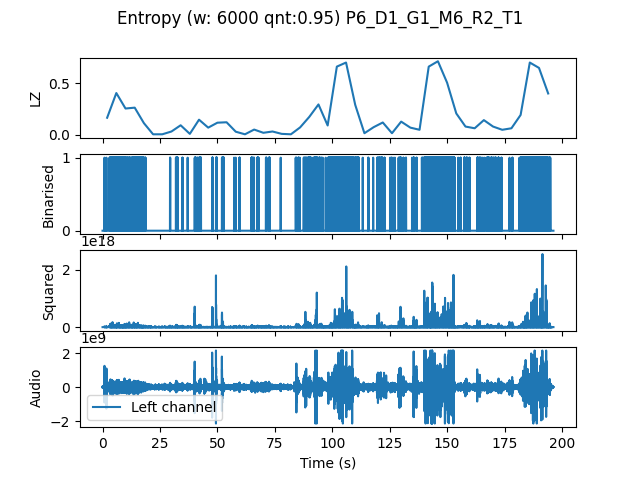 Entropy (w: 6000 qnt:0.95) P6_D1_G1_M6_R2_T1
LZ
0.5
0.0
Binarised
1
0
1e18
Squared
2
0
1e9
Audio
2
0
−2
Left channel
0 25 50 75 100 125 150 175 200
Time (s)